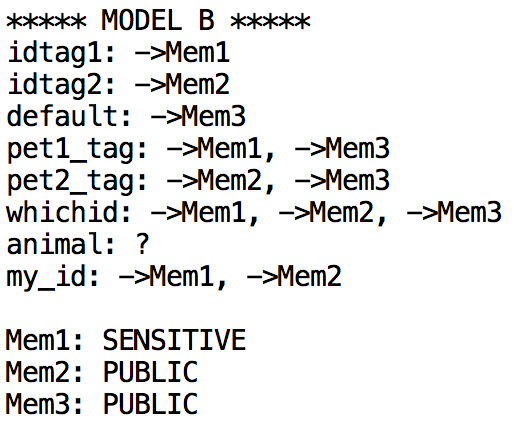 ***** MODEL B *****
idtag1: ->Mem1
idtag2: ->Mem2
default: ->Mem3
pet1_tag: ->Mem1, ->Mem3
pet2_tag: ->Mem2, ->Mem3
whichid: ->Mem1, ->Mem2, ->Mem3
animal: ?
my_id: ->Mem1, ->Mem2
Mem1: SENSITIVE
Mem2: PUBLIC
Mem3: PUBLIC